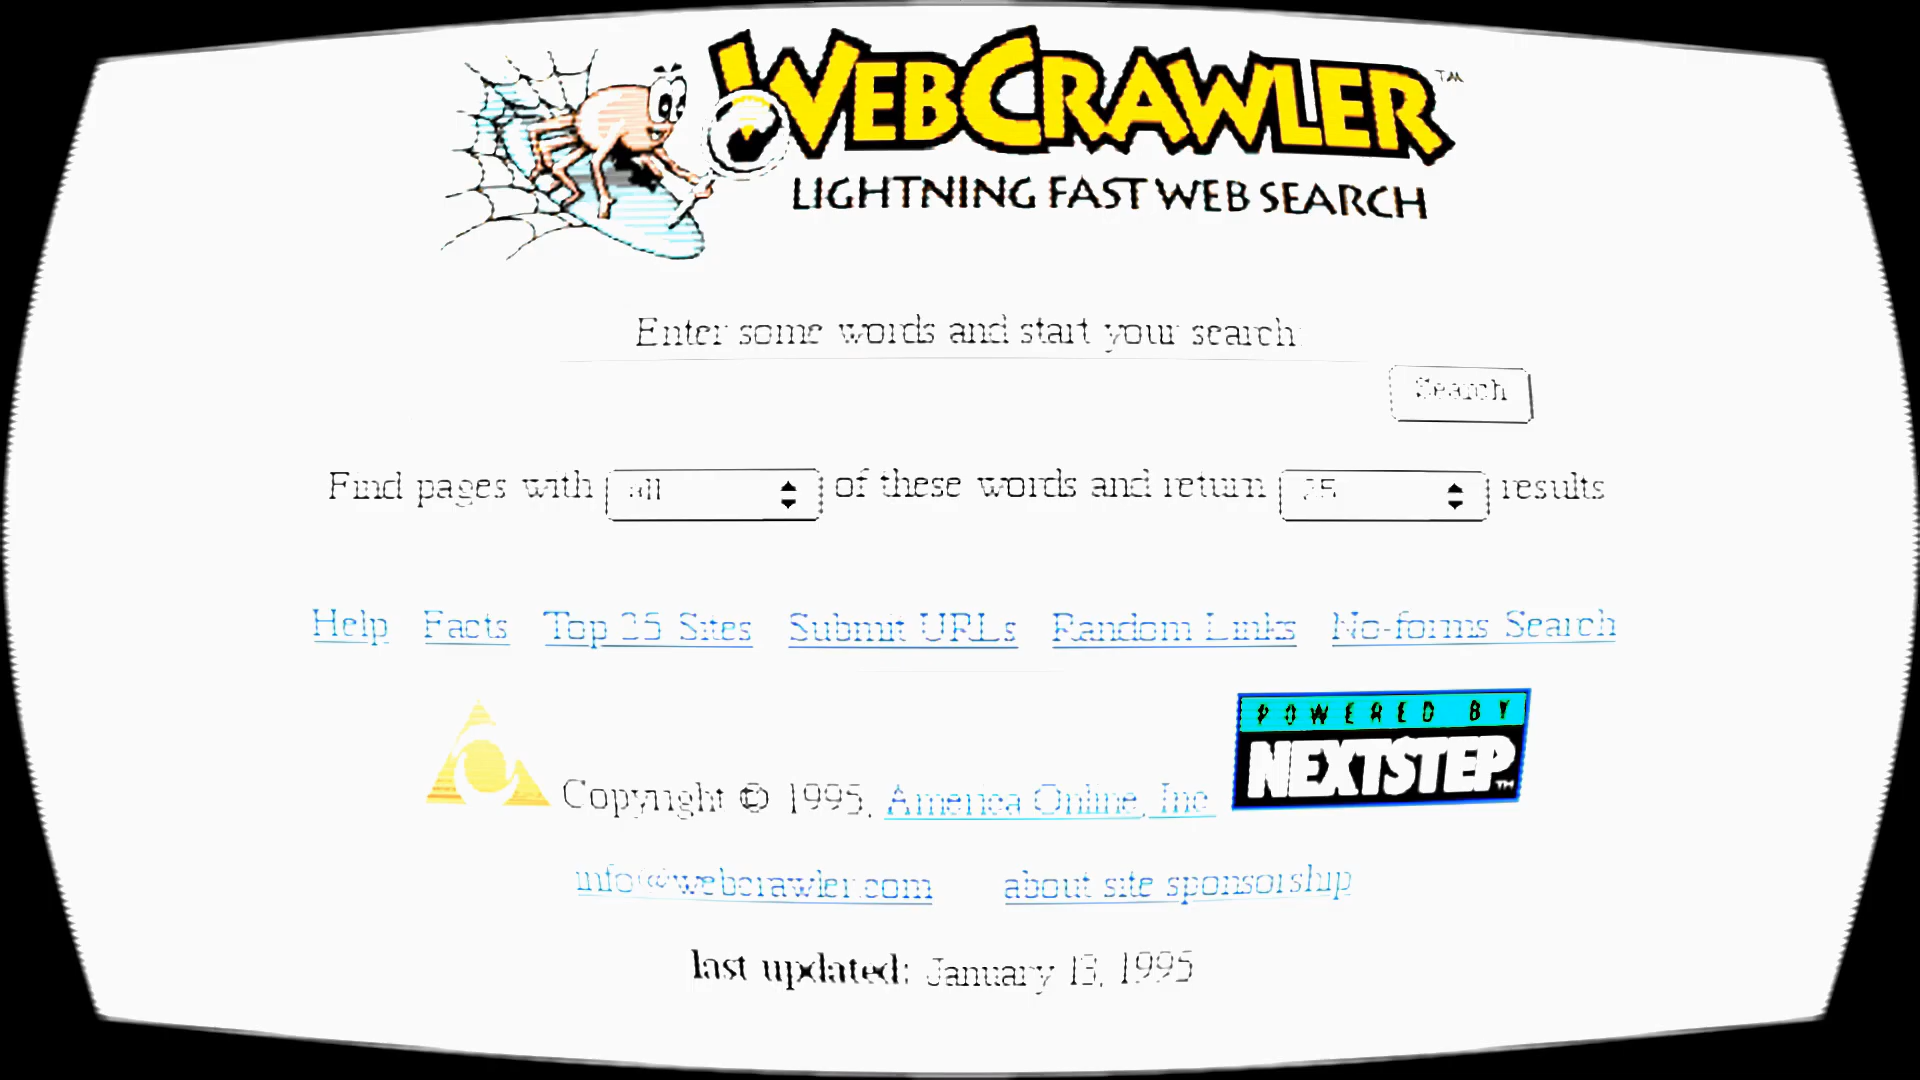 WEBCRAWLER™
LIGHTNING FAST WEB SEARCH
Enter some words and start your search
Search
Find pages with all of these words and return 25 results
Help Facts Top 25 Sites Submit URLs Random Links No-forms Search
POWERED BY
NEXTSTEP™
Copyright © 1995, America Online, Inc.
info@webcrawler.com about site sponsorship
last updated: January 13, 1995